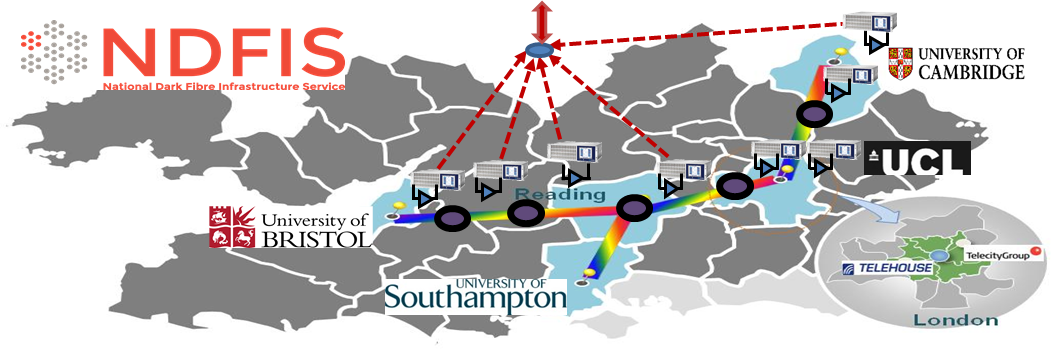 NDFIS
National Dark Fibre Infrastructure Service
UNIVERSITY OF
CAMBRIDGE
UCL
Reading
University of
BRISTOL
UNIVERSITY OF
Southampton
TelecityGroup
TELEHOUSE
London